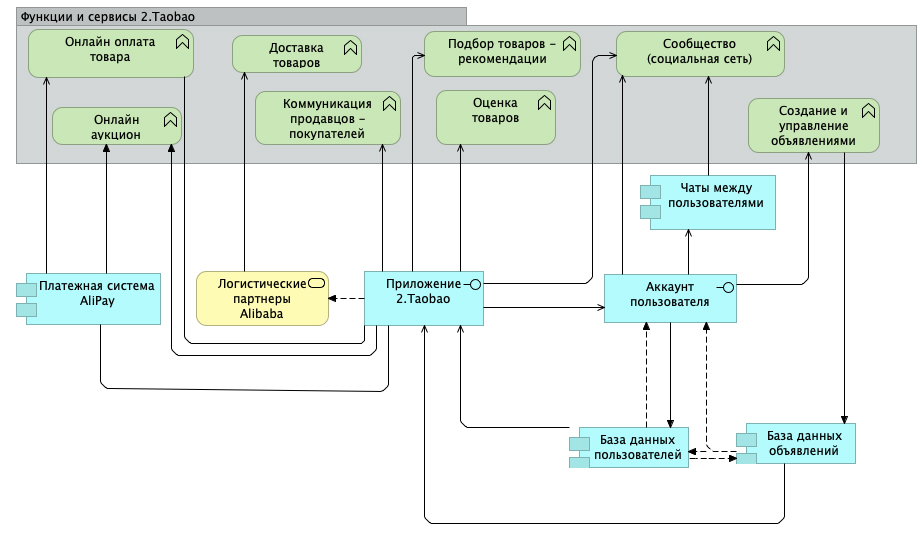 Функции и сервисы 2.Taobao
Онлайн оплата
товара
Доставка
товаров
Подбор товаров –
рекомендации
Сообщество
(социальная сеть)
Онлайн
аукцион
Коммуникация
продавцов –
покупателей
Оценка
товаров
Создание и
управление
объявлениями
Чаты между
пользователями
Платежная система
AliPay
Логистические
партнеры
Alibaba
Приложение
2.Taobao
Аккаунт
пользователя
База данных
пользователей
База данных
объявлений